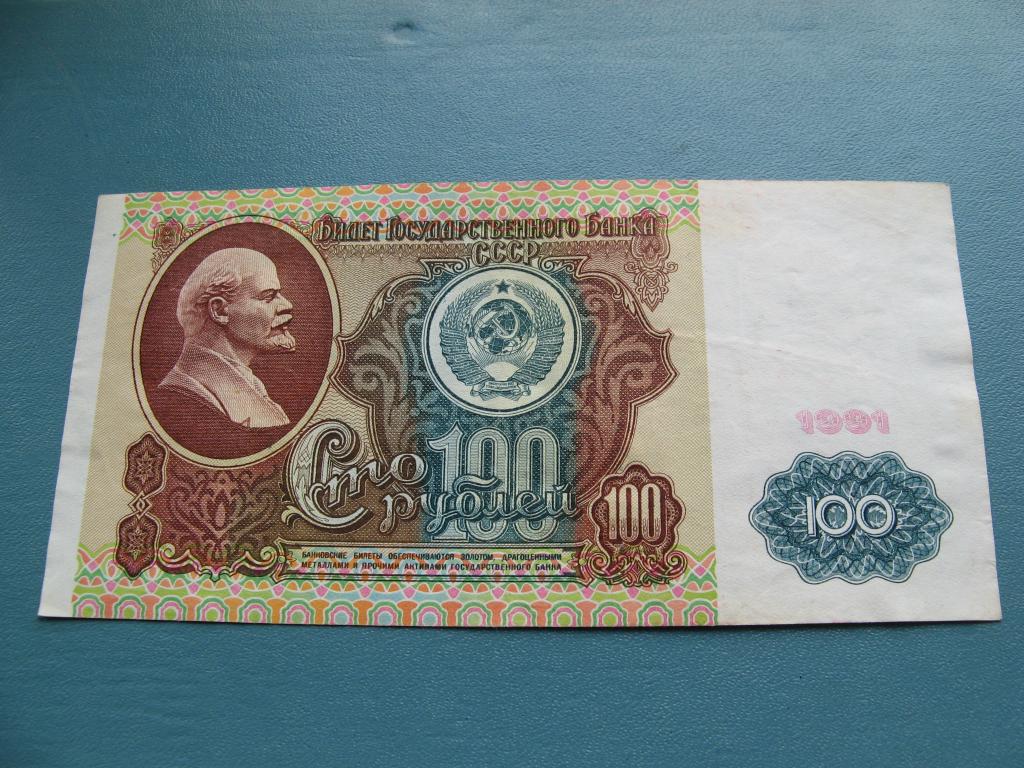 Билет Государственного Банка
СССР
100
Сто
рублей
100
1991
100
БАНКОВСКИЕ БИЛЕТЫ ОБЕСПЕЧИВАЮТСЯ ЗОЛОТОМ, ДРАГОЦЕННЫМИ
МЕТАЛЛАМИ И ПРОЧИМИ АКТИВАМИ ГОСУДАРСТВЕННОГО БАНКА